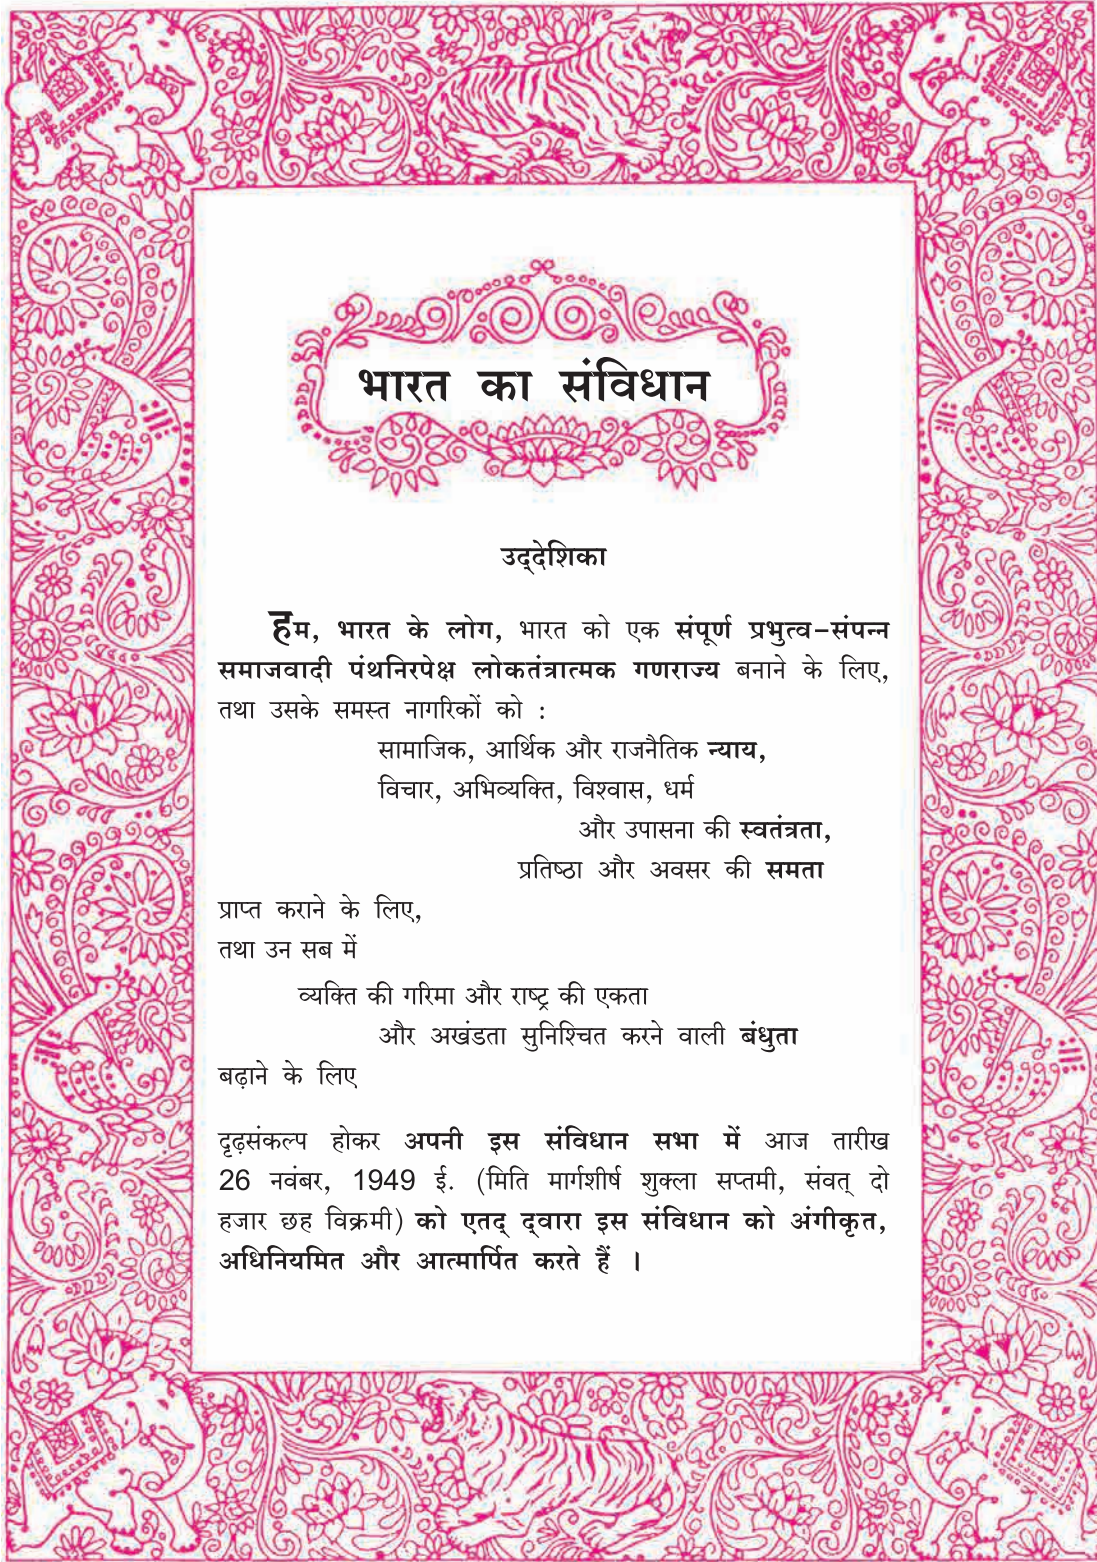 भारत का संविधान
उद्देशिका
हम, भारत के लोग, भारत को एक संपूर्ण प्रभुत्व-संपन्न
समाजवादी पंथनिरपेक्ष लोकतंत्रात्मक गणराज्य बनाने के लिए,
तथा उसके समस्त नागरिकों को :
सामाजिक, आर्थिक और राजनैतिक न्याय,
विचार, अभिव्यक्ति, विश्वास, धर्म
और उपासना की स्वतंत्रता,
प्रतिष्ठा और अवसर की समता
प्राप्त कराने के लिए,
तथा उन सब में
व्यक्ति की गरिमा और राष्ट्र की एकता
और अखंडता सुनिश्चित करने वाली बंधुता
बढ़ाने के लिए
दृढ़संकल्प होकर अपनी इस संविधान सभा में आज तारीख
26 नवंबर, 1949 ई. (मिति मार्गशीर्ष शुक्ला सप्तमी, संवत् दो
हजार छह विक्रमी) को एतद् द्वारा इस संविधान को अंगीकृत,
अधिनियमित और आत्मार्पित करते हैं ।